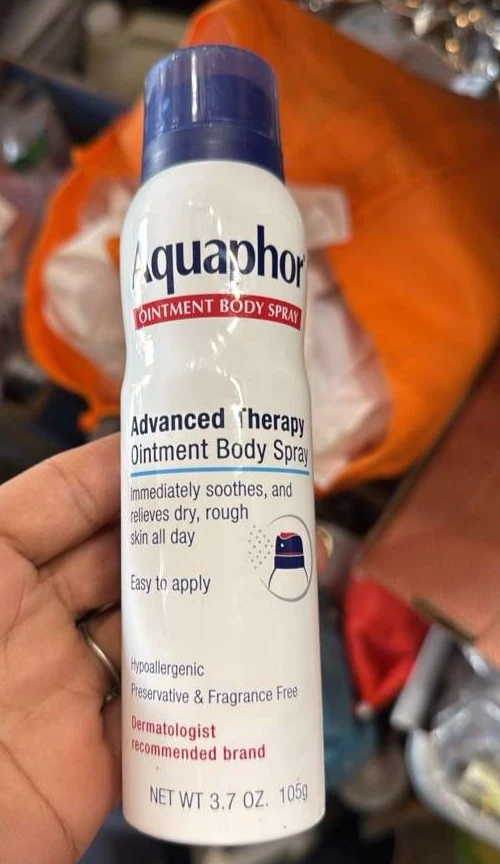 Aquaphor
OINTMENT BODY SPRAY
Advanced Therapy
Ointment Body Spray
Immediately soothes, and
relieves dry, rough
skin all day
Easy to apply
Hypoallergenic
Preservative & Fragrance Free
Dermatologist
recommended brand
NET WT 3.7 OZ. 105g